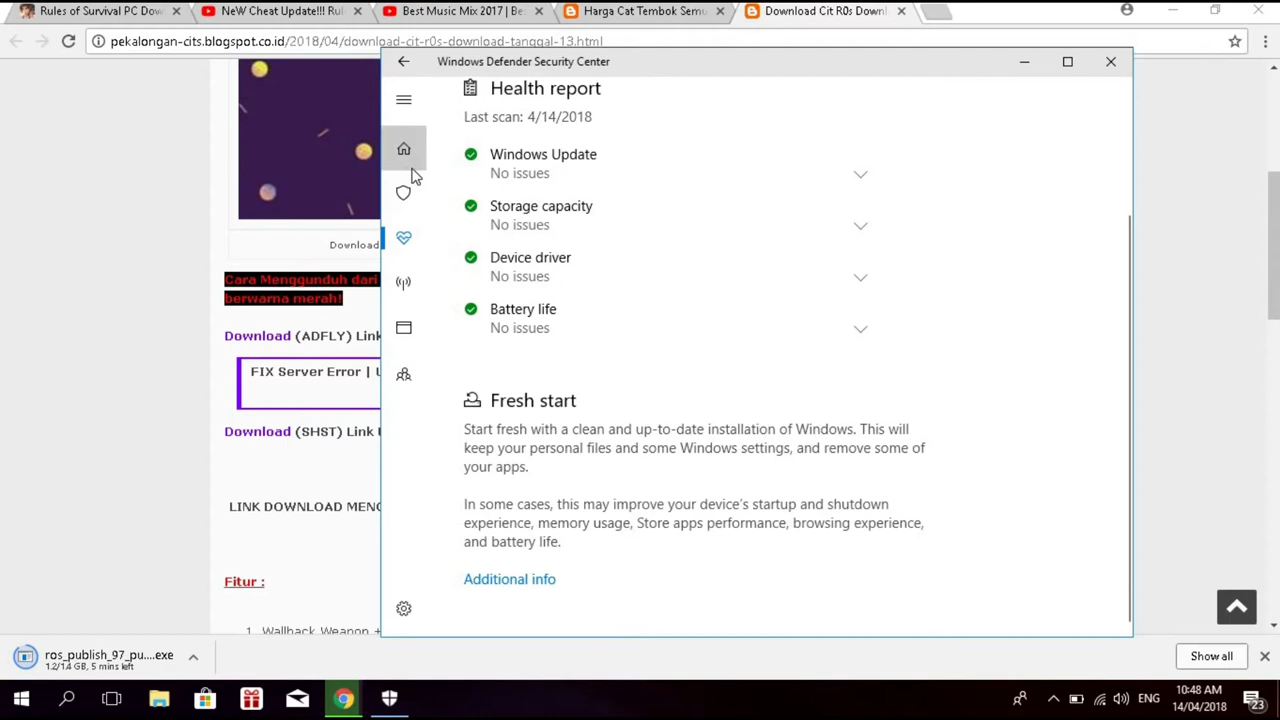 Rules of Survival PC Dow
NeW Cheat Update!!! Rul
Best Music Mix 2017 | Be
Harga Cat Tembok Semu
Download Cit R0s Downl
pekalongan-cits.blogspot.co.id/2018/04/download-cit-r0s-download-tanggal-13.html
Windows Defender Security Center
Health report
Last scan: 4/14/2018
Windows Update
No issues
Storage capacity
No issues
Device driver
No issues
Battery life
No issues
Fresh start
Start fresh with a clean and up-to-date installation of Windows. This will
keep your personal files and some Windows settings, and remove some of
your apps.
In some cases, this may improve your device's startup and shutdown
experience, memory usage, Store apps performance, browsing experience,
and battery life.
Additional info
Download
Cara Menggunduh dari
berwarna merah!
Download (ADFLY) Link
FIX Server Error |
Download (SHST) Link
LINK DOWNLOAD MENG
Fitur :
1. Wallhack Weanon +
ros_publish_97_pu....exe
1.2/1.4 GB, 5 mins left
Show all
ENG
10:48 AM
14/04/2018
23